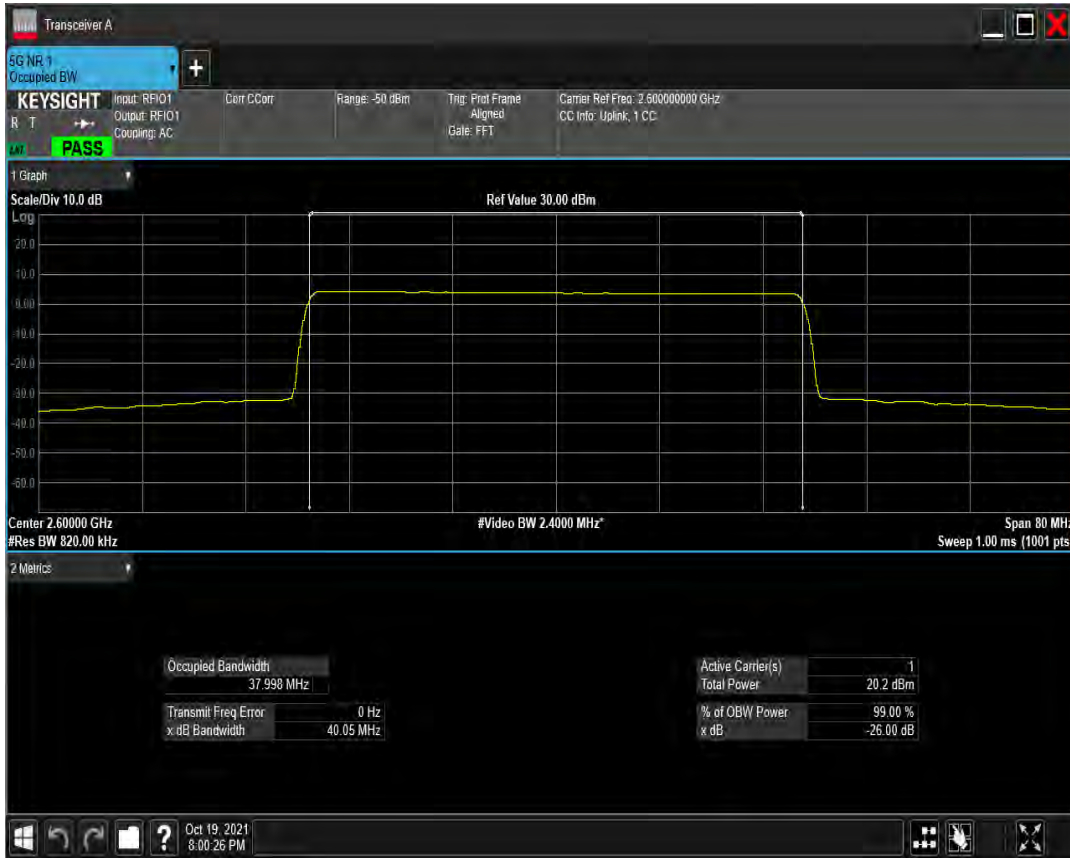 Transceiver A
5G NR 1
Occupied BW
+
KEYSIGHT
R T
PASS
Input: RFIO1
Output: RFIO1
Coupling: AC
Corr CCorr
Range: -50 dBm
Trig: Prot Frame
Aligned
Gate: FFT
Carrier Ref Freq: 2.600000000 GHz
CC Info: Uplink, 1 CC
1 Graph
Scale/Div 10.0 dB
Ref Value 30.00 dBm
Log
20.0
10.0
0.00
-10.0
-20.0
-30.0
-40.0
-50.0
-60.0
Center 2.60000 GHz
#Video BW 2.4000 MHz*
Span 80 MHz
#Res BW 820.00 kHz
Sweep 1.00 ms (1001 pts
2 Metrics
Occupied Bandwidth
37.998 MHz
Transmit Freq Error 0 Hz
x dB Bandwidth 40.05 MHz
Active Carrier(s) 1
Total Power 20.2 dBm
% of OBW Power 99.00 %
x dB -26.00 dB
?
Oct 19, 2021
8:00:26 PM